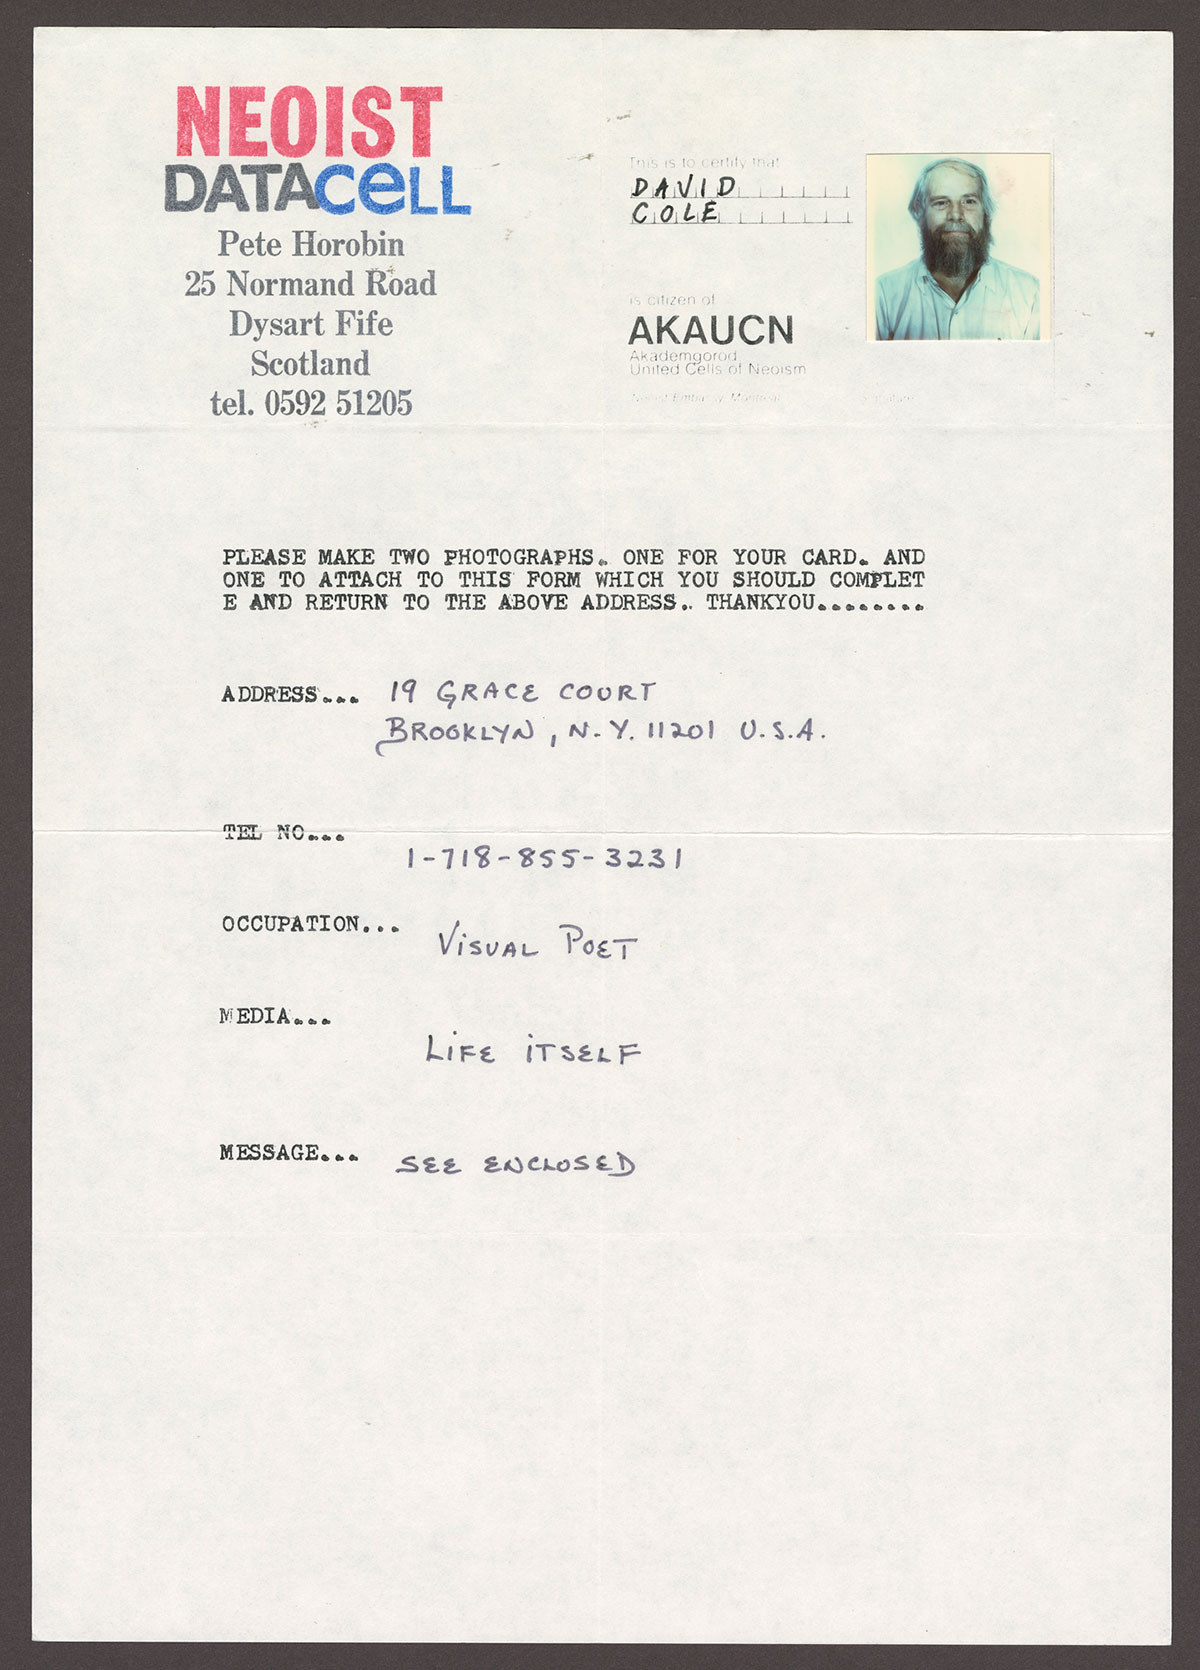 NEOIST
DATACELL
Pete Horobin
25 Normand Road
Dysart Fife
Scotland
tel. 0592 51205
This is to certify that
DAVID
COLE
is citizen of
AKAUCN
Akademgorod
United Cells of Neoism
Neoist Embassy, Montreal
PLEASE MAKE TWO PHOTOGRAPHS. ONE FOR YOUR CARD. AND
ONE TO ATTACH TO THIS FORM WHICH YOU SHOULD COMPLET
E AND RETURN TO THE ABOVE ADDRESS.. THANKYOU........
ADDRESS... 19 GRACE COURT
BROOKLYN, N.Y. 11201 U.S.A.
TEL NO...
1-718-855-3231
OCCUPATION...
VISUAL POET
MEDIA...
LIFE ITSELF
MESSAGE... SEE ENCLOSED